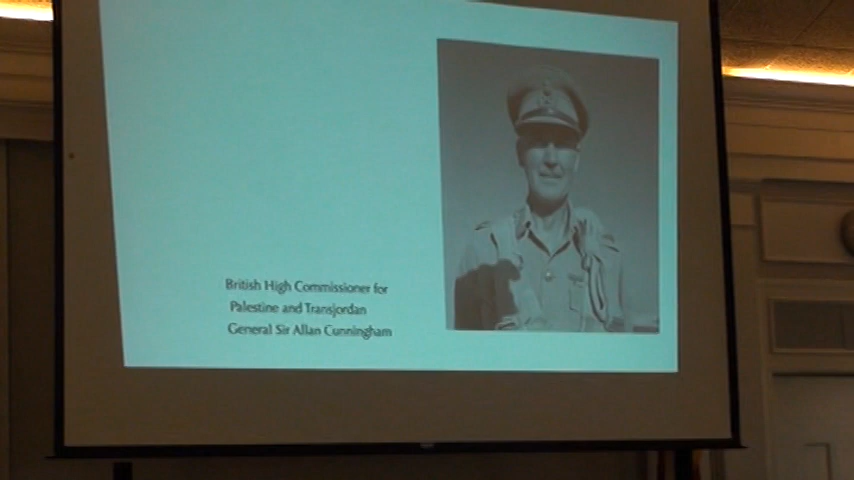 British High Commissioner for
Palestine and Transjordan
General Sir Allan Cunningham